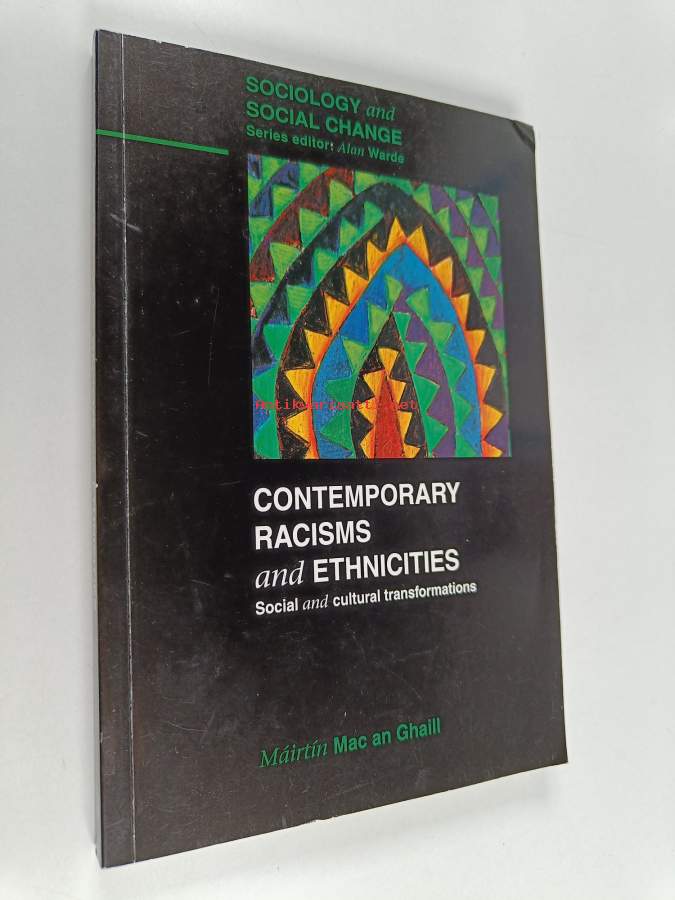 SOCIOLOGY and
SOCIAL CHANGE
Series editor: Alan Warde
Antikvariaatti.net
CONTEMPORARY
RACISMS
and ETHNICITIES
Social and cultural transformations
Máirtín Mac an Ghaill